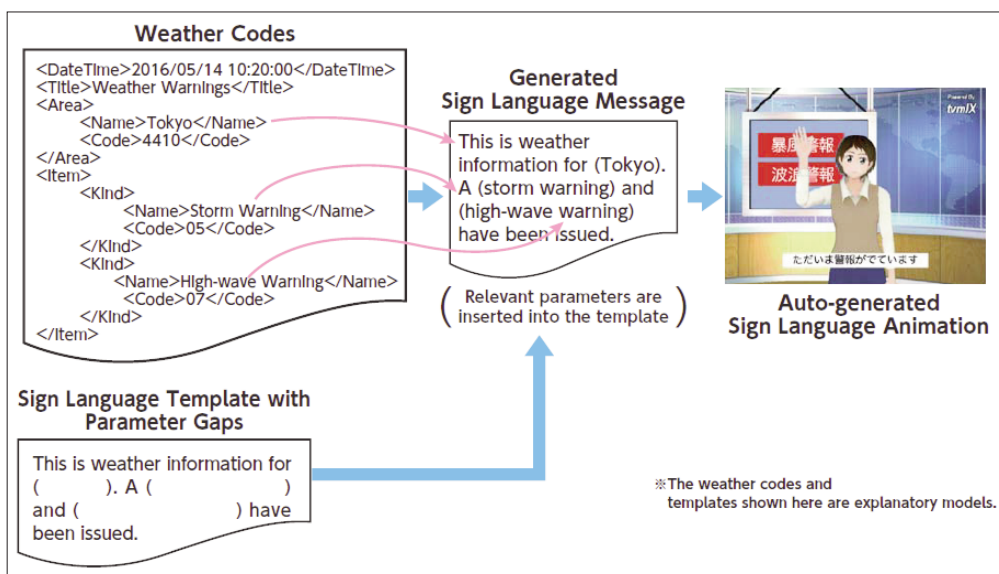 Weather Codes
<DateTime>2016/05/14 10:20:00</DateTime>
<Title>Weather Warnings</Title>
<Area>
<Name>Tokyo</Name>
<Code>4410</Code>
</Area>
<Item>
<Kind>
<Name>Storm Warning</Name>
<Code>05</Code>
</Kind>
<Kind>
<Name>High-wave Warning</Name>
<Code>07</Code>
</Kind>
</Item>
Generated
Sign Language Message
This is weather
information for (Tokyo).
A (storm warning) and
(high-wave warning)
have been issued.
( Relevant parameters are
inserted into the template )
Powered By
tvmlX
暴風警報
波浪警報
ただいま警報がでています
Auto-generated
Sign Language Animation
Sign Language Template with
Parameter Gaps
This is weather information for
( ). A ( )
and ( ) have
been issued.
※The weather codes and
templates shown here are explanatory models.